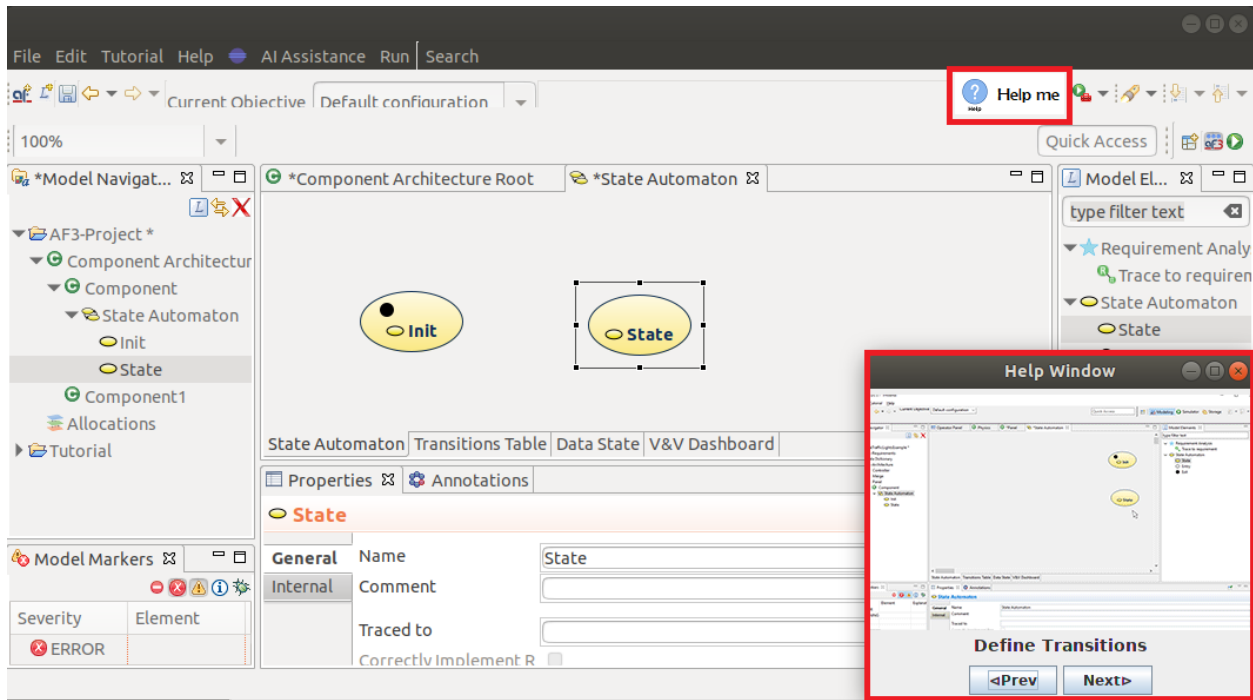 File Edit Tutorial Help AI Assistance Run Search
Current Objective Default configuration
Help
Help me
100%
Quick Access
*Model Navigat...
AF3-Project *
Component Architectur
Component
State Automaton
Init
State
Component1
Allocations
Tutorial
*Component Architecture Root
*State Automaton
Init
State
State Automaton Transitions Table Data State V&V Dashboard
Model El...
type filter text
Requirement Analy
Trace to requiren
State Automaton
State
Model Markers
Severity Element
ERROR
Properties Annotations
State
General
Internal
Name State
Comment
Traced to
Correctly Implement R
Help Window
Define Transitions
Prev Next